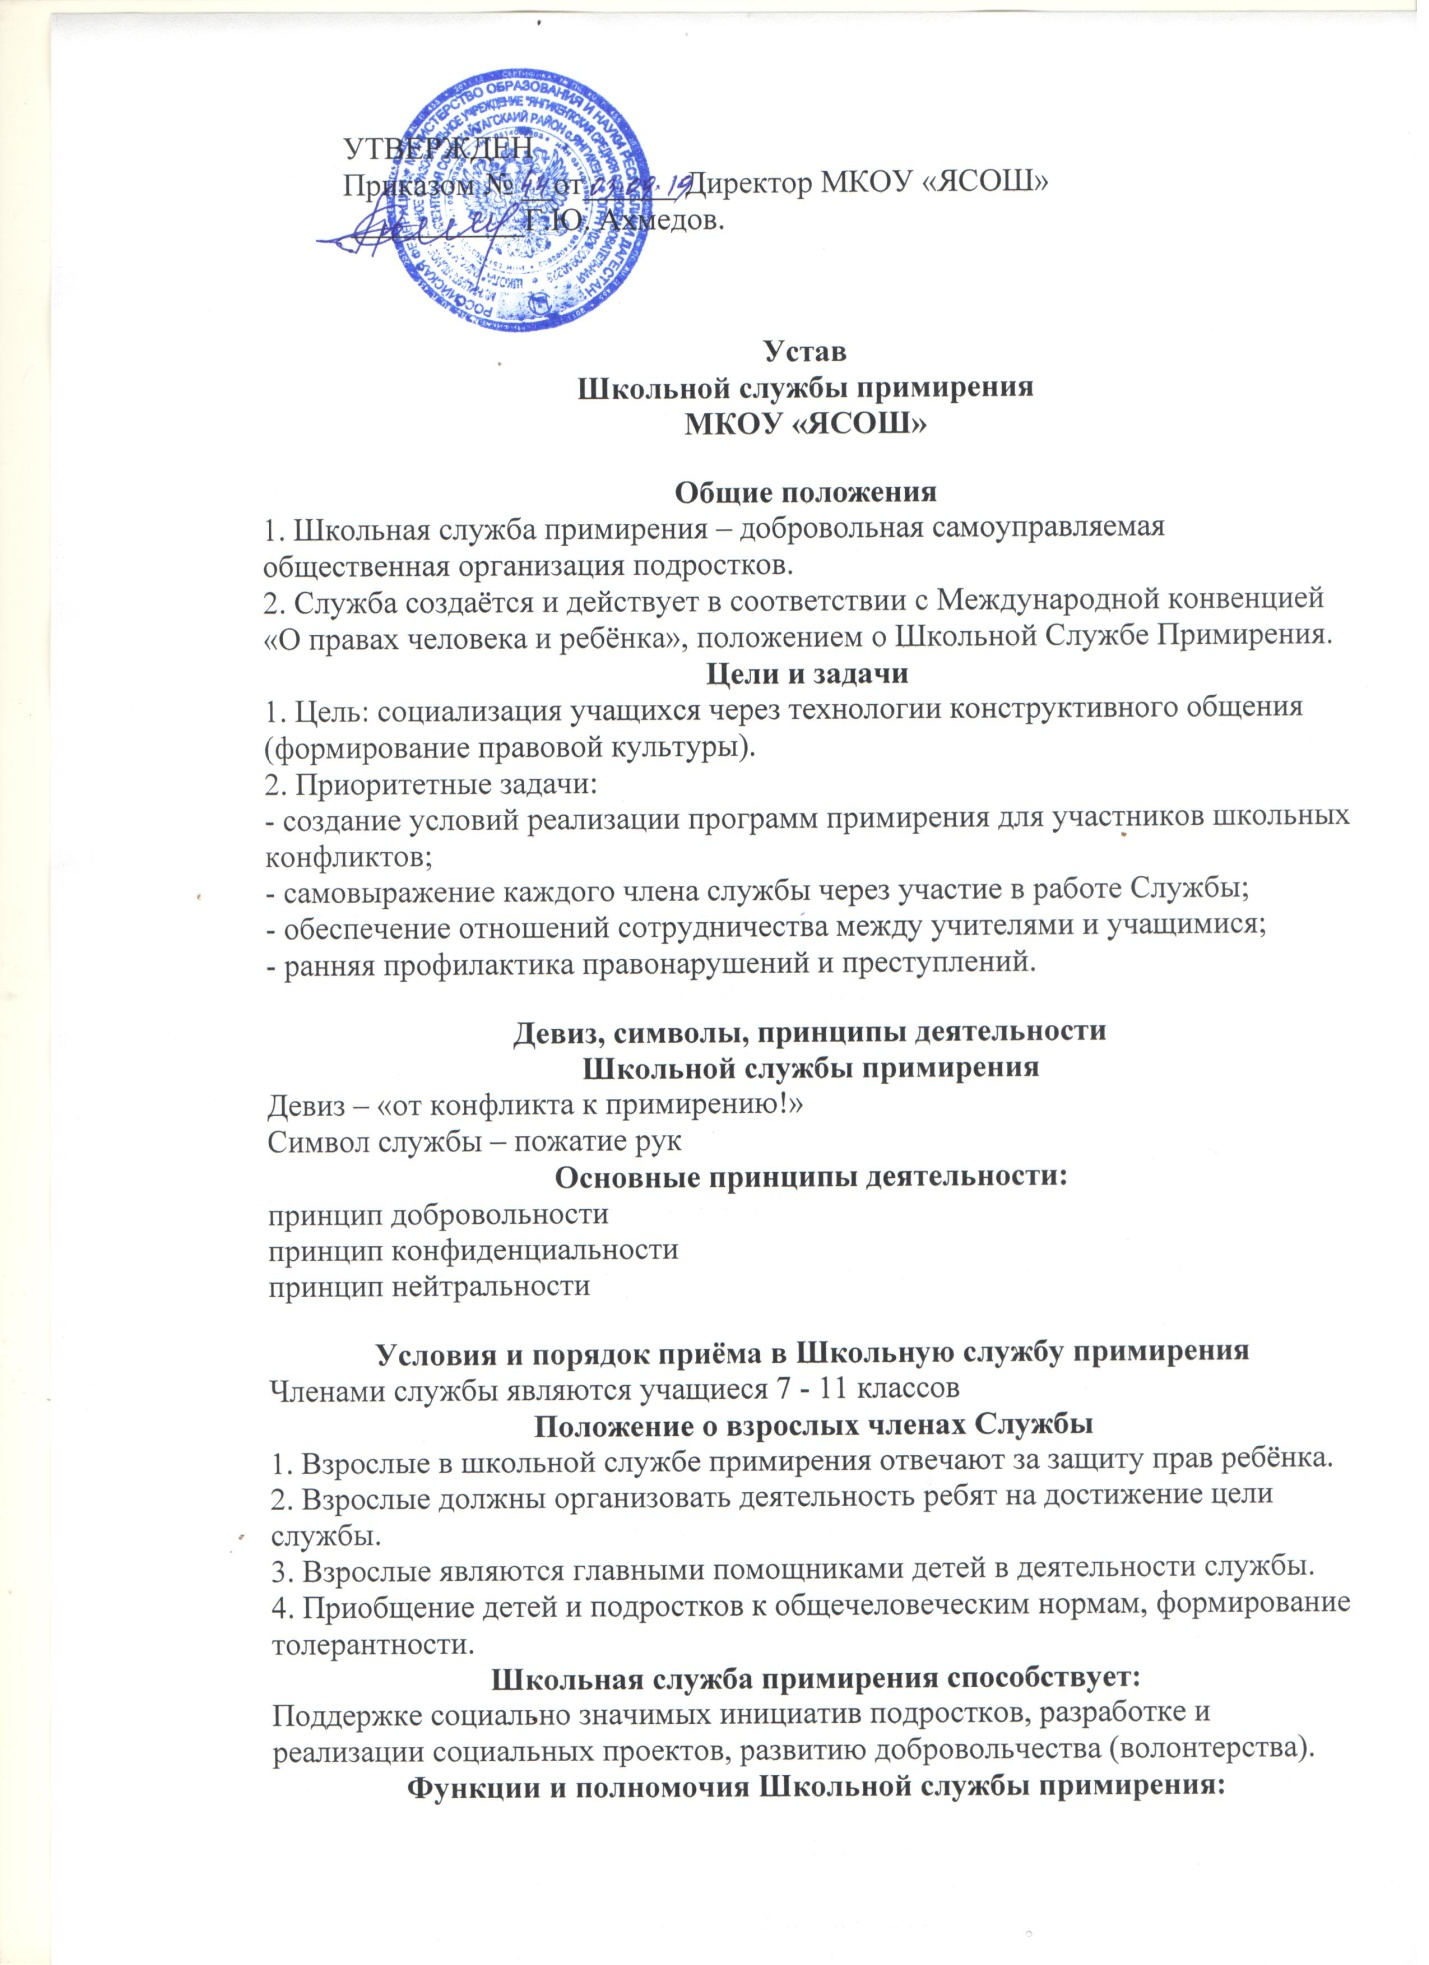 УТВЕРЖДЕН
Приказом № 44 от 03.09.19 Директор МКОУ «ЯСОШ»
Г.Ю. Ахмедов.
Устав
Школьной службы примирения
МКОУ «ЯСОШ»
Общие положения
1. Школьная служба примирения – добровольная самоуправляемая
общественная организация подростков.
2. Служба создаётся и действует в соответствии с Международной конвенцией
«О правах человека и ребёнка», положением о Школьной Службе Примирения.
Цели и задачи
1. Цель: социализация учащихся через технологии конструктивного общения
(формирование правовой культуры).
2. Приоритетные задачи:
- создание условий реализации программ примирения для участников школьных
конфликтов;
- самовыражение каждого члена службы через участие в работе Службы;
- обеспечение отношений сотрудничества между учителями и учащимися;
- ранняя профилактика правонарушений и преступлений.
Девиз, символы, принципы деятельности
Школьной службы примирения
Девиз – «от конфликта к примирению!»
Символ службы – пожатие рук
Основные принципы деятельности:
принцип добровольности
принцип конфиденциальности
принцип нейтральности
Условия и порядок приёма в Школьную службу примирения
Членами службы являются учащиеся 7 - 11 классов
Положение о взрослых членах Службы
1. Взрослые в школьной службе примирения отвечают за защиту прав ребёнка.
2. Взрослые должны организовать деятельность ребят на достижение цели
службы.
3. Взрослые являются главными помощниками детей в деятельности службы.
4. Приобщение детей и подростков к общечеловеческим нормам, формирование
толерантности.
Школьная служба примирения способствует:
Поддержке социально значимых инициатив подростков, разработке и
реализации социальных проектов, развитию добровольчества (волонтерства).
Функции и полномочия Школьной службы примирения: